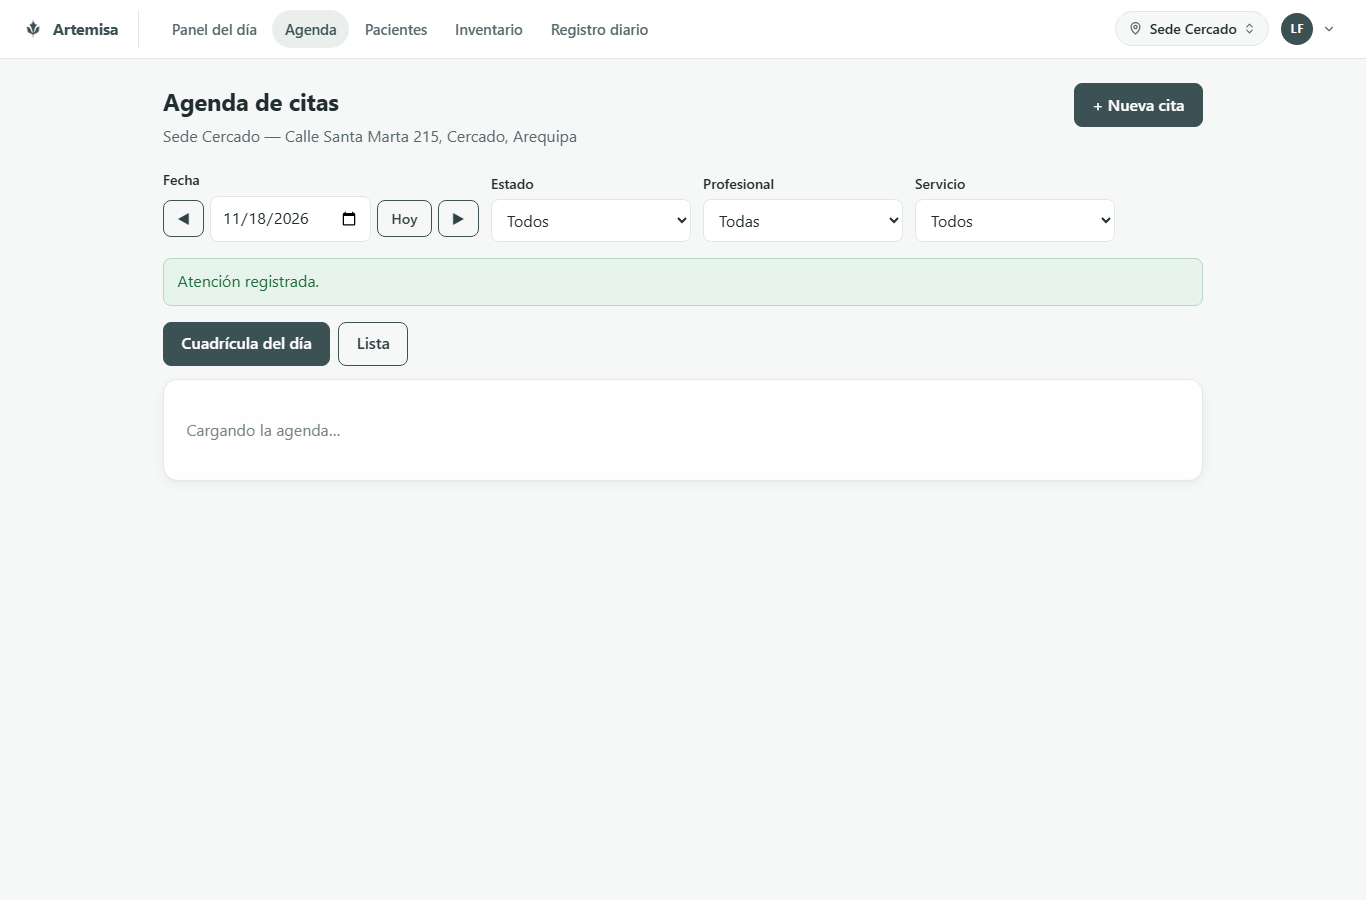 Artemisa
Panel del día
Agenda
Pacientes
Inventario
Registro diario
Sede Cercado
LF
Agenda de citas
Sede Cercado — Calle Santa Marta 215, Cercado, Arequipa
+ Nueva cita
Fecha
11/18/2026
Hoy
Estado
Todos
Profesional
Todas
Servicio
Todos
Atención registrada.
Cuadrícula del día
Lista
Cargando la agenda...